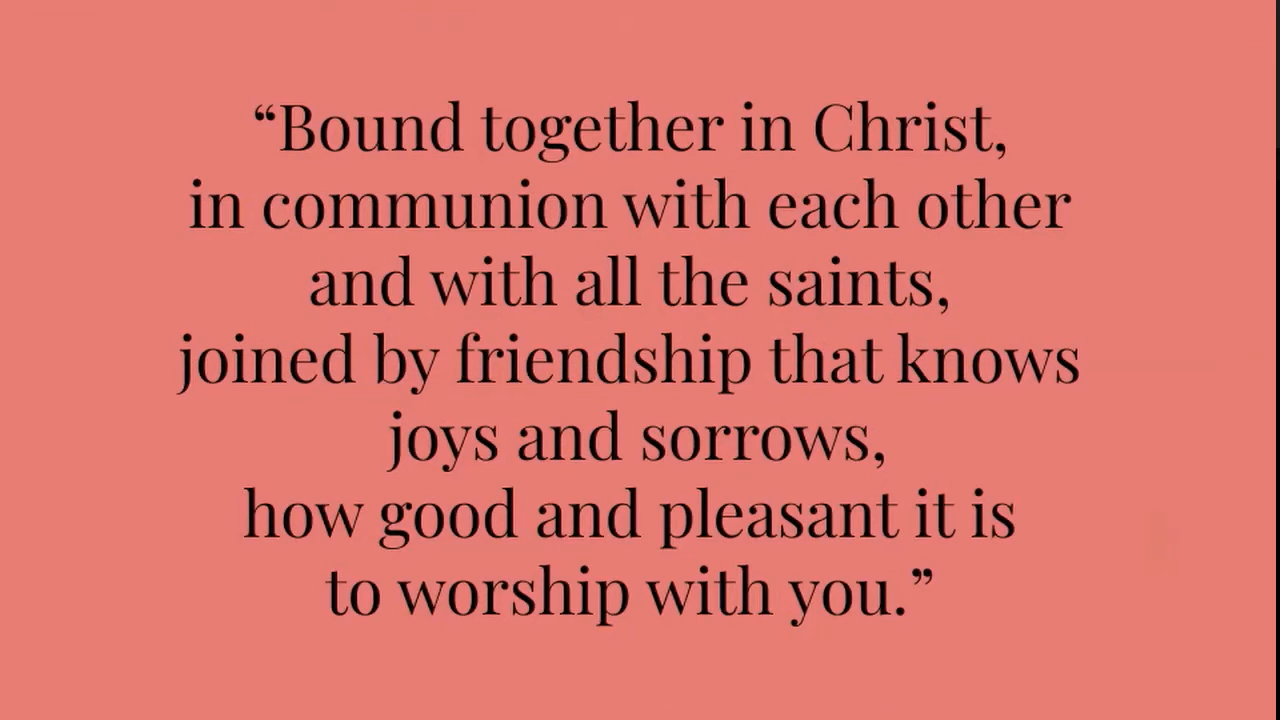 “Bound together in Christ,
in communion with each other
and with all the saints,
joined by friendship that knows
joys and sorrows,
how good and pleasant it is
to worship with you.”